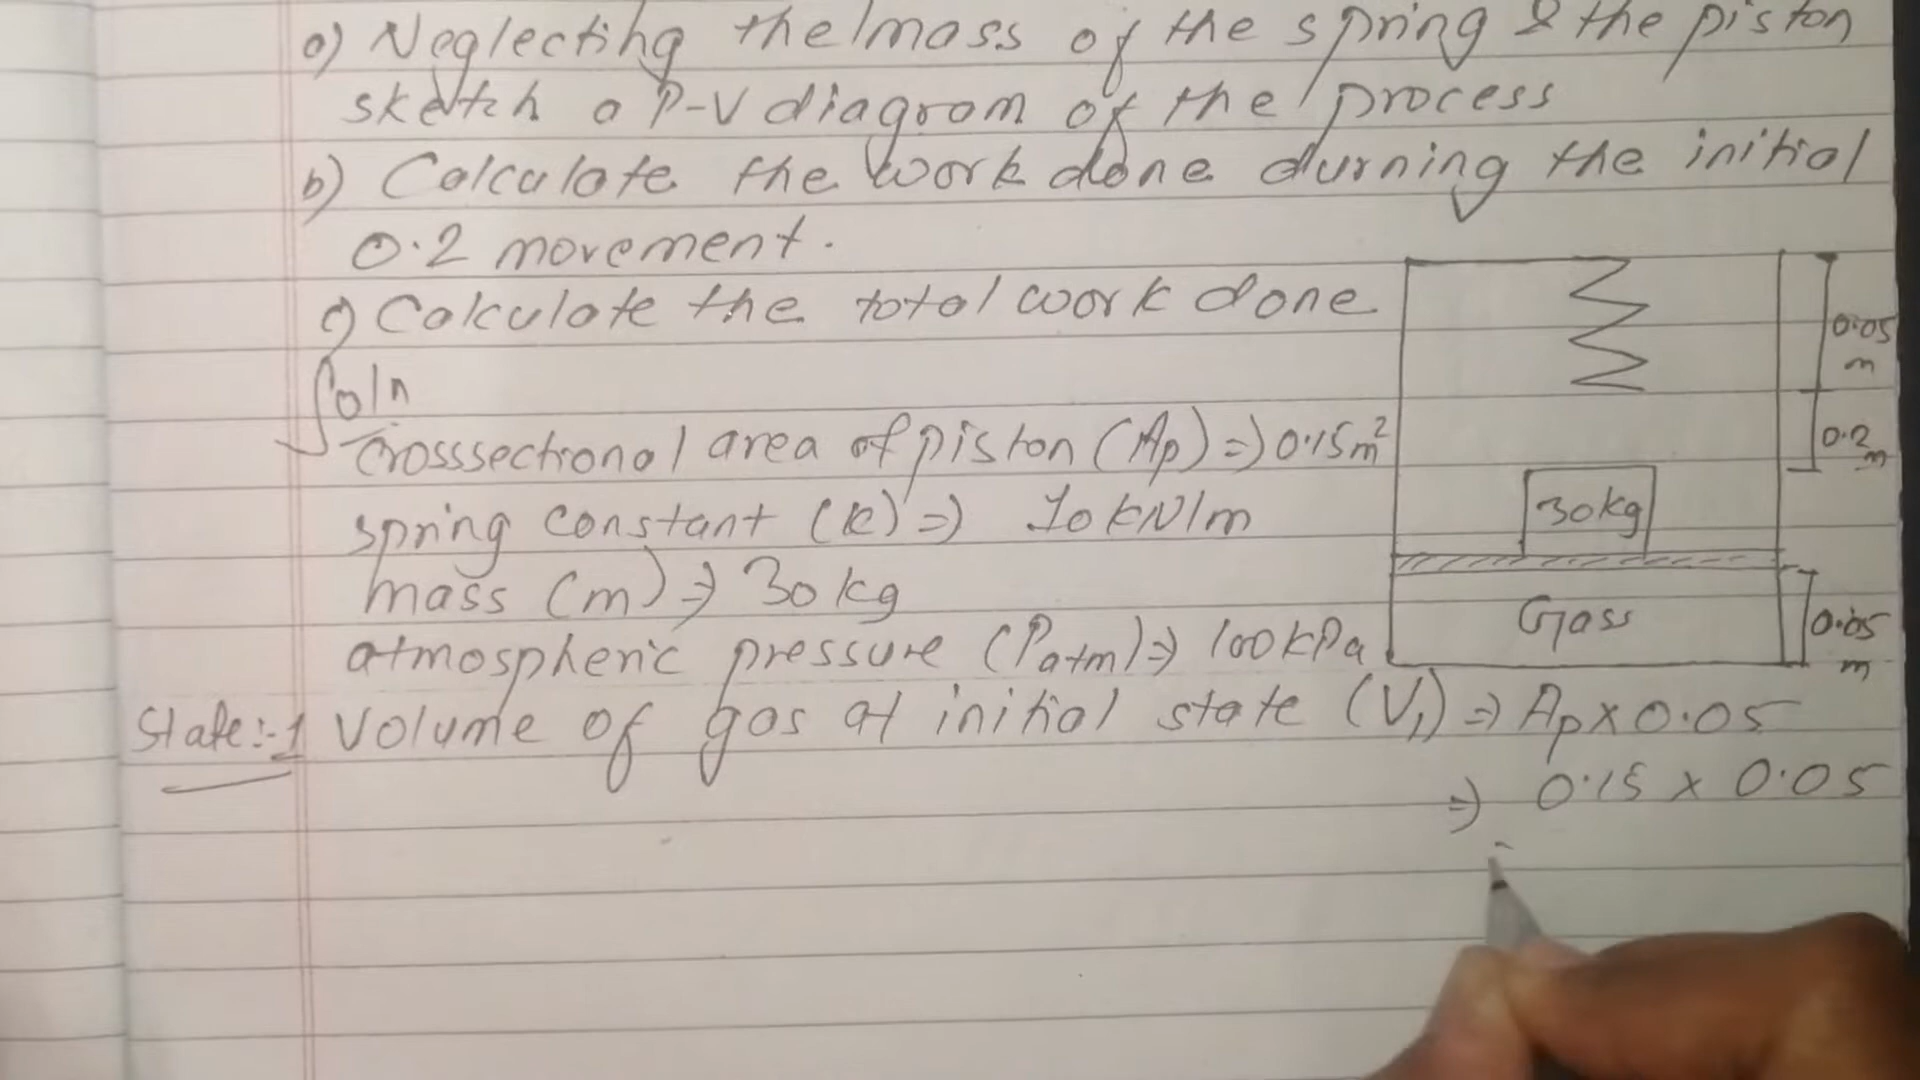 a) Neglecting the mass of the spring & the piston
sketch a P-V diagram of the process
b) Calculate the work done durning the initial
0.2 movement.
c) Calculate the total work done
Soln
Crosssectional area of piston (Ap) => 0.15m²
spring constant (k) => 10 kN/m
mass (m) => 30 kg
atmospheric pressure (Patm) => 100 kPa
0.05
m
0.2
m
30kg
Gass
0.05
m
State:-1 Volume of gas at initial state (V₁) => Ap x 0.05
=> 0.15 x 0.05